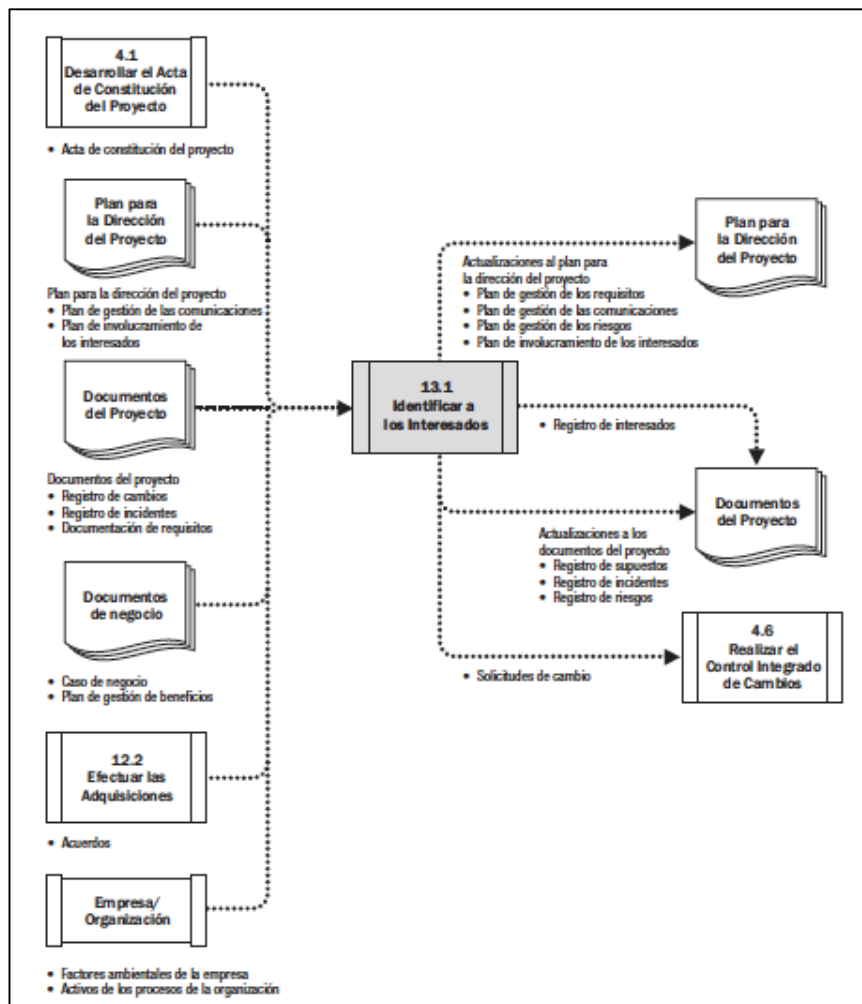 4.1
Desarrollar el Acta
de Constitución
del Proyecto
• Acta de constitución del proyecto
Plan para
la Dirección
del Proyecto
Plan para la dirección del proyecto
• Plan de gestión de las comunicaciones
• Plan de involucramiento de
los interesados
Documentos
del Proyecto
Documentos del proyecto
• Registro de cambios
• Registro de incidentes
• Documentación de requisitos
Documentos
de negocio
• Caso de negocio
• Plan de gestión de beneficios
12.2
Efectuar las
Adquisiciones
• Acuerdos
Empresa/
Organización
• Factores ambientales de la empresa
• Activos de los procesos de la organización
13.1
Identificar a
los Interesados
Actualizaciones al plan para
la dirección del proyecto
• Plan de gestión de los requisitos
• Plan de gestión de las comunicaciones
• Plan de gestión de los riesgos
• Plan de involucramiento de los interesados
Plan para
la Dirección
del Proyecto
• Registro de interesados
Documentos
del Proyecto
Actualizaciones a los
documentos del proyecto
• Registro de supuestos
• Registro de incidentes
• Registro de riesgos
• Solicitudes de cambio
4.6
Realizar el
Control Integrado
de Cambios